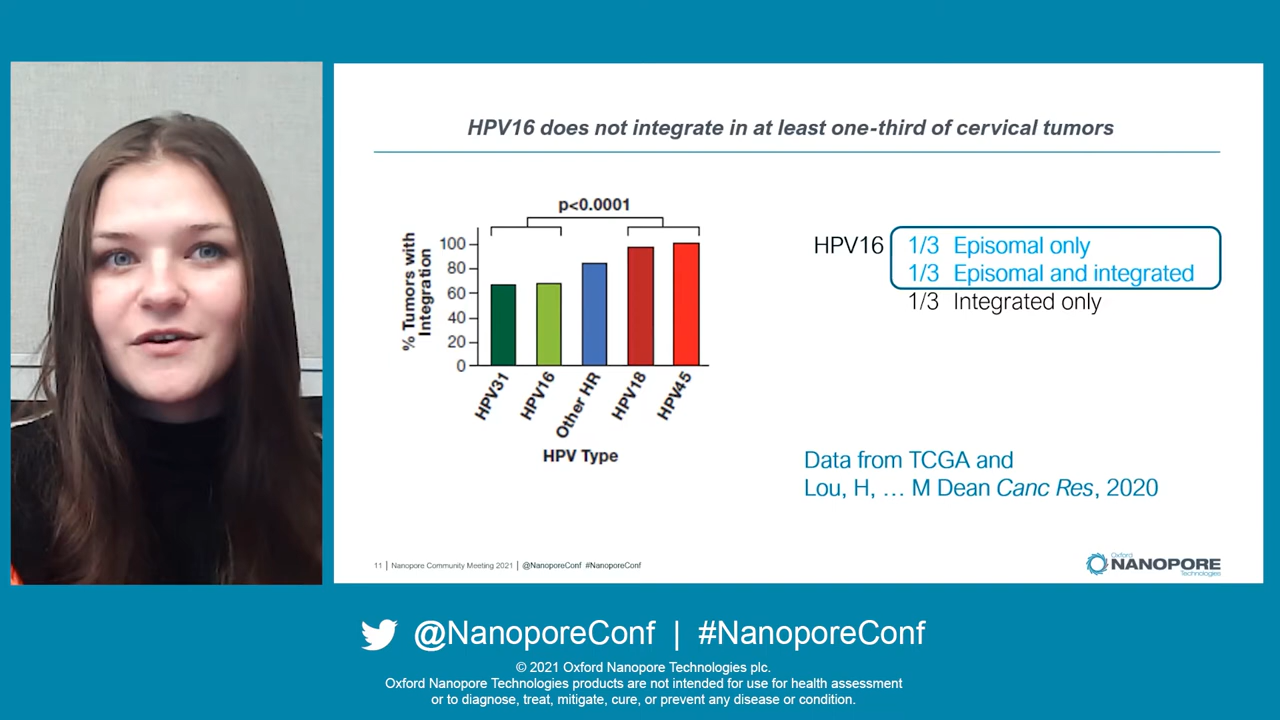 HPV16 does not integrate in at least one-third of cervical tumors
p<0.0001
% Tumors with
Integration
100
80
60
40
20
0
HPV31
HPV16
Other HR
HPV18
HPV45
HPV Type
HPV16 1/3 Episomal only
1/3 Episomal and integrated
1/3 Integrated only
Data from TCGA and
Lou, H, … M Dean Canc Res, 2020
11 | Nanopore Community Meeting 2021 | @NanoporeConf #NanoporeConf
Oxford
NANOPORE
Technologies
@NanoporeConf | #NanoporeConf
© 2021 Oxford Nanopore Technologies plc.
Oxford Nanopore Technologies products are not intended for use for health assessment
or to diagnose, treat, mitigate, cure, or prevent any disease or condition.